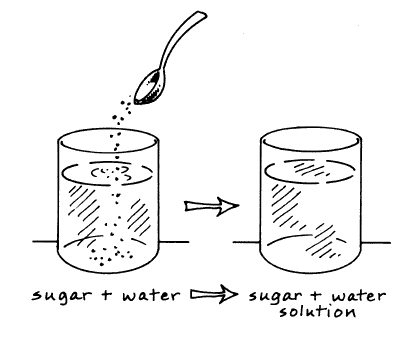 sugar + water → sugar + water
solution